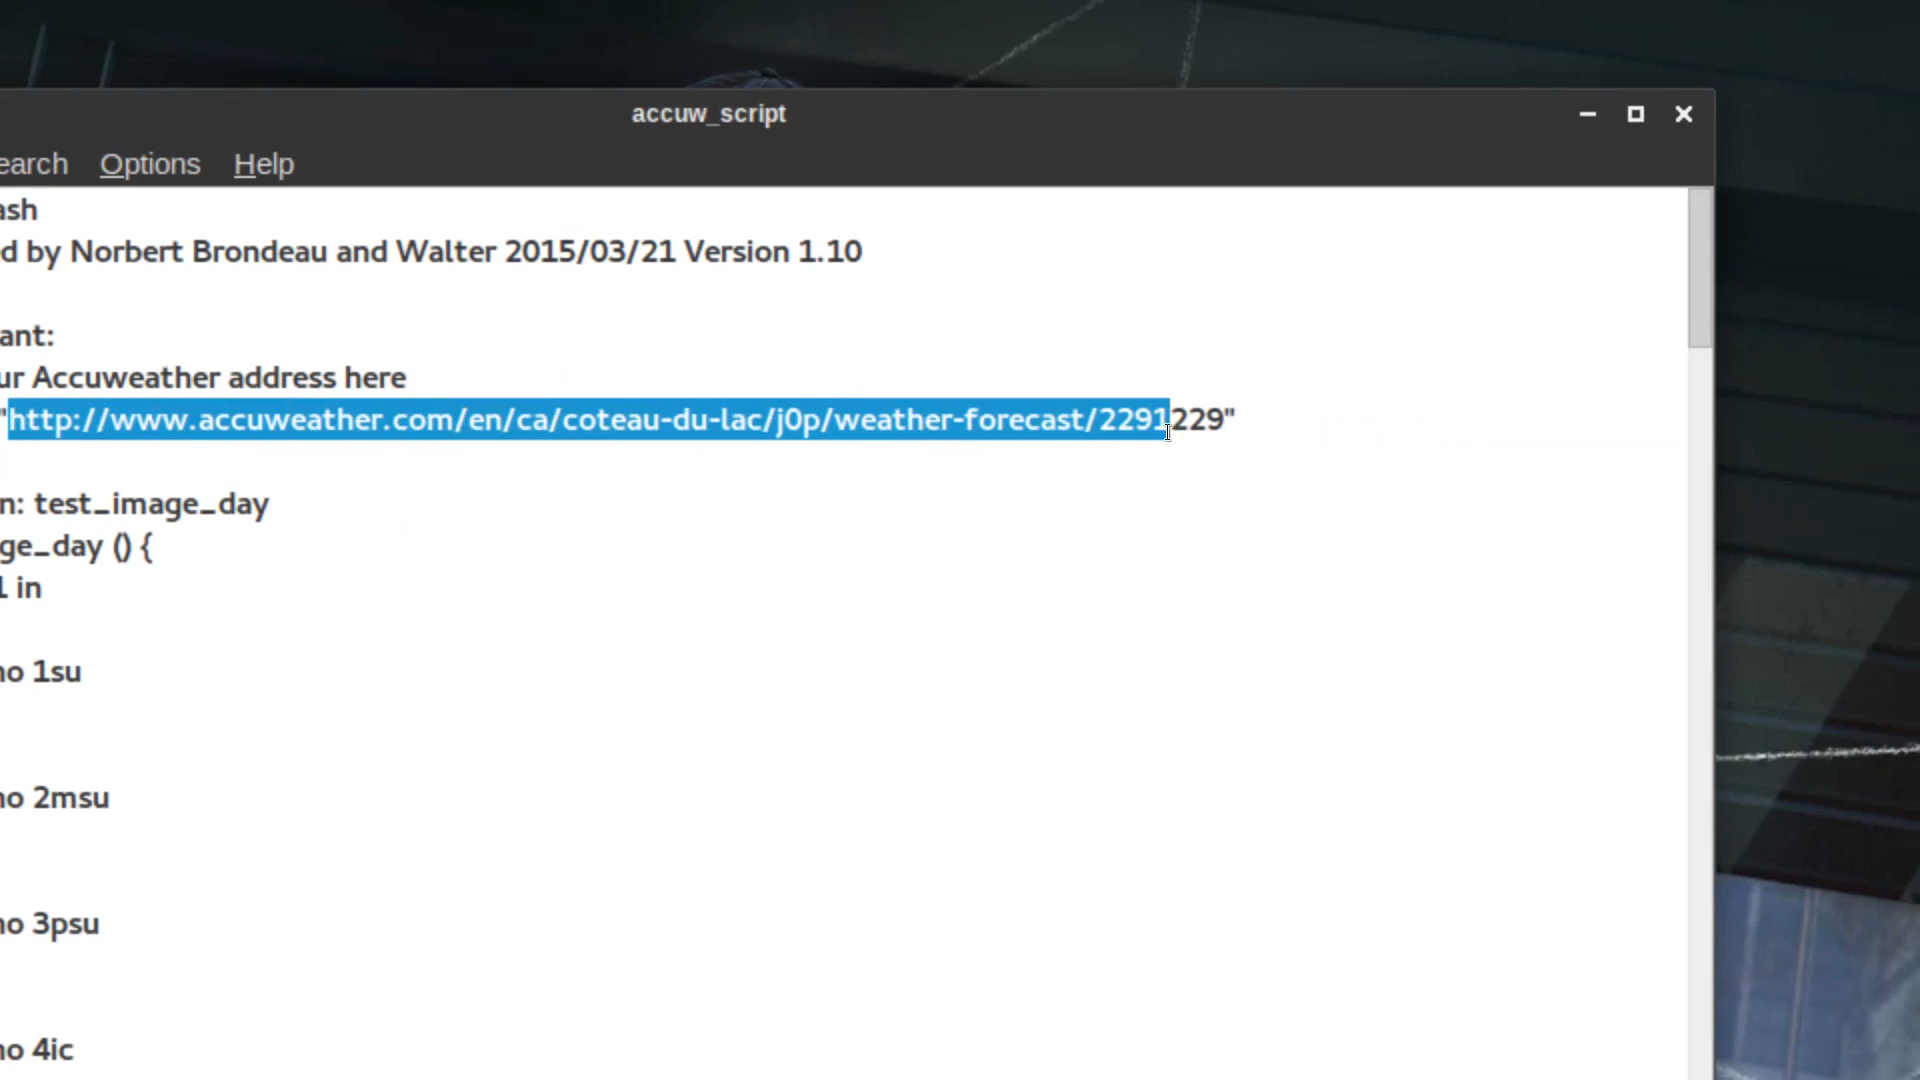 accuw_script
earch Options Help
ash
d by Norbert Brondeau and Walter 2015/03/21 Version 1.10
ant:
ur Accuweather address here
"http://www.accuweather.com/en/ca/coteau-du-lac/j0p/weather-forecast/2291229"
n: test_image_day
ge_day () {
1 in
no 1su
no 2msu
no 3psu
no 4ic